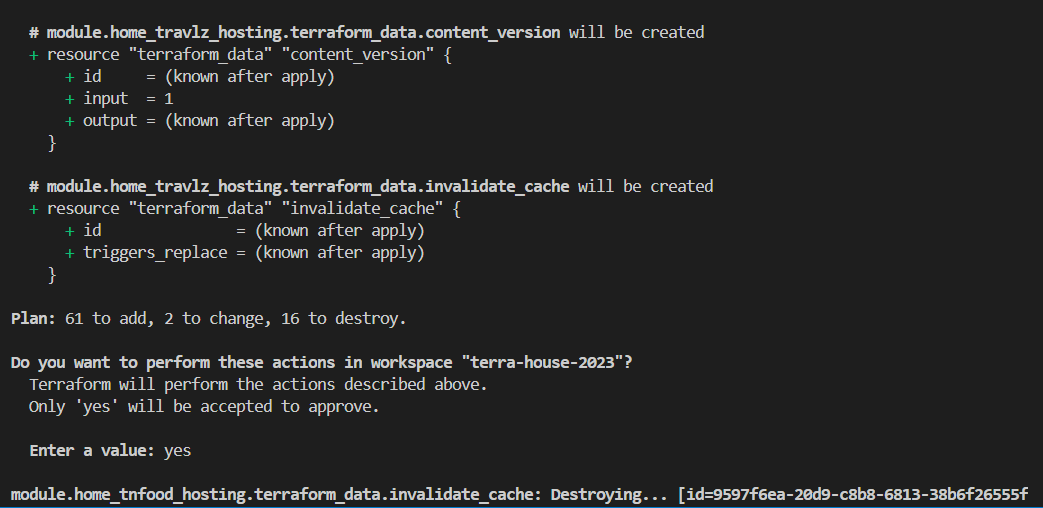 # module.home_travlz_hosting.terraform_data.content_version will be created
+ resource "terraform_data" "content_version" {
+ id     = (known after apply)
+ input  = 1
+ output = (known after apply)
}
# module.home_travlz_hosting.terraform_data.invalidate_cache will be created
+ resource "terraform_data" "invalidate_cache" {
+ id               = (known after apply)
+ triggers_replace = (known after apply)
}
Plan: 61 to add, 2 to change, 16 to destroy.
Do you want to perform these actions in workspace "terra-house-2023"?
Terraform will perform the actions described above.
Only 'yes' will be accepted to approve.
Enter a value: yes
module.home_tnfood_hosting.terraform_data.invalidate_cache: Destroying... [id=9597f6ea-20d9-c8b8-6813-38b6f26555f